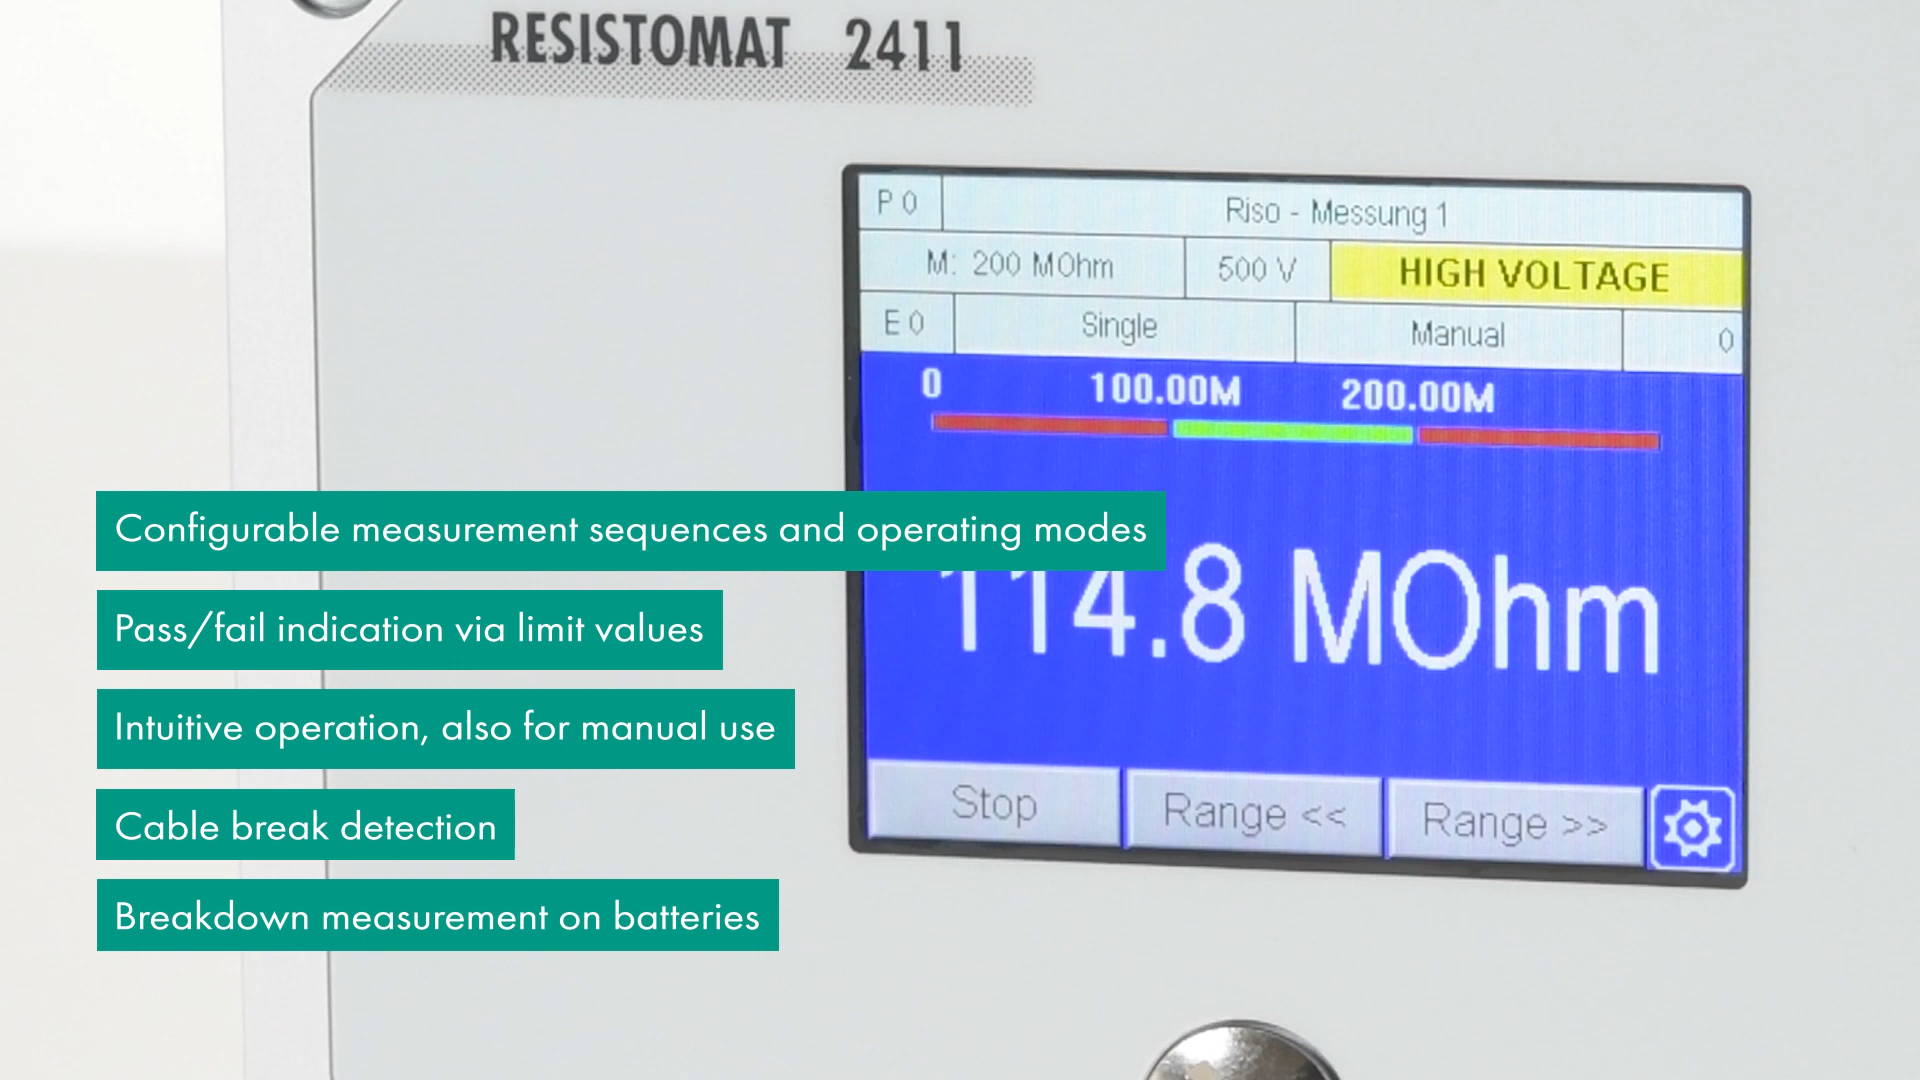 RESISTOMAT 2411
P 0 Riso - Messung 1
M: 200 MOhm 500 V HIGH VOLTAGE
E 0 Single Manual 0
0 100.00M 200.00M
Configurable measurement sequences and operating modes
114.8 MOhm
Pass/fail indication via limit values
Intuitive operation, also for manual use
Stop Range << Range >>
Cable break detection
Breakdown measurement on batteries